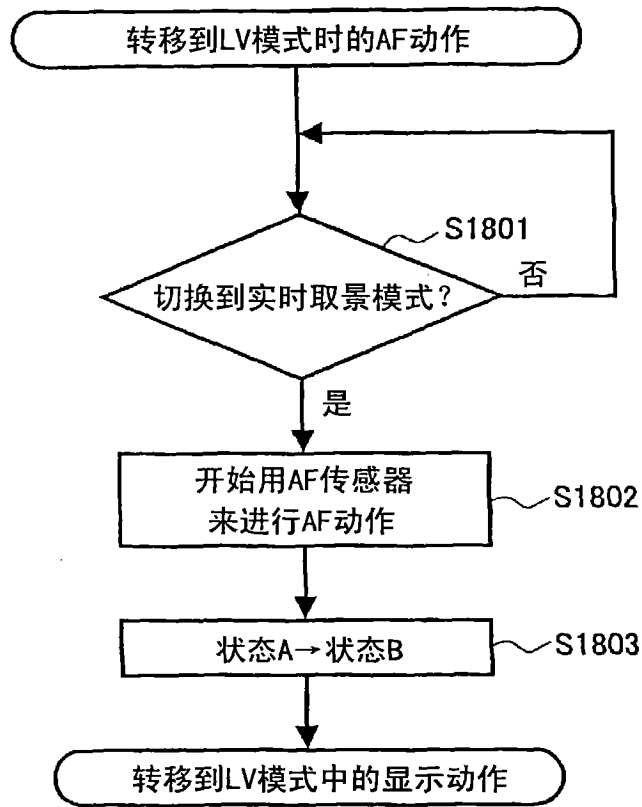 转移到LV模式时的AF动作
S1801
切换到实时取景模式?
否
是
开始用AF传感器
来进行AF动作
S1802
状态A→状态B
S1803
转移到LV模式中的显示动作